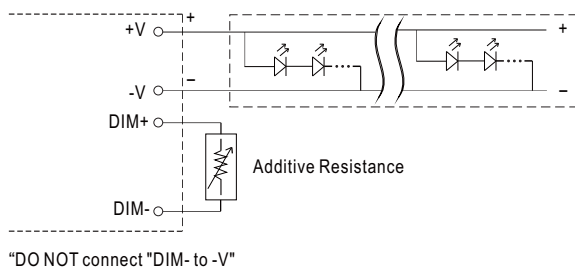 +V
+
+
-V
−
−
DIM+
Additive Resistance
DIM-
“DO NOT connect "DIM- to -V"